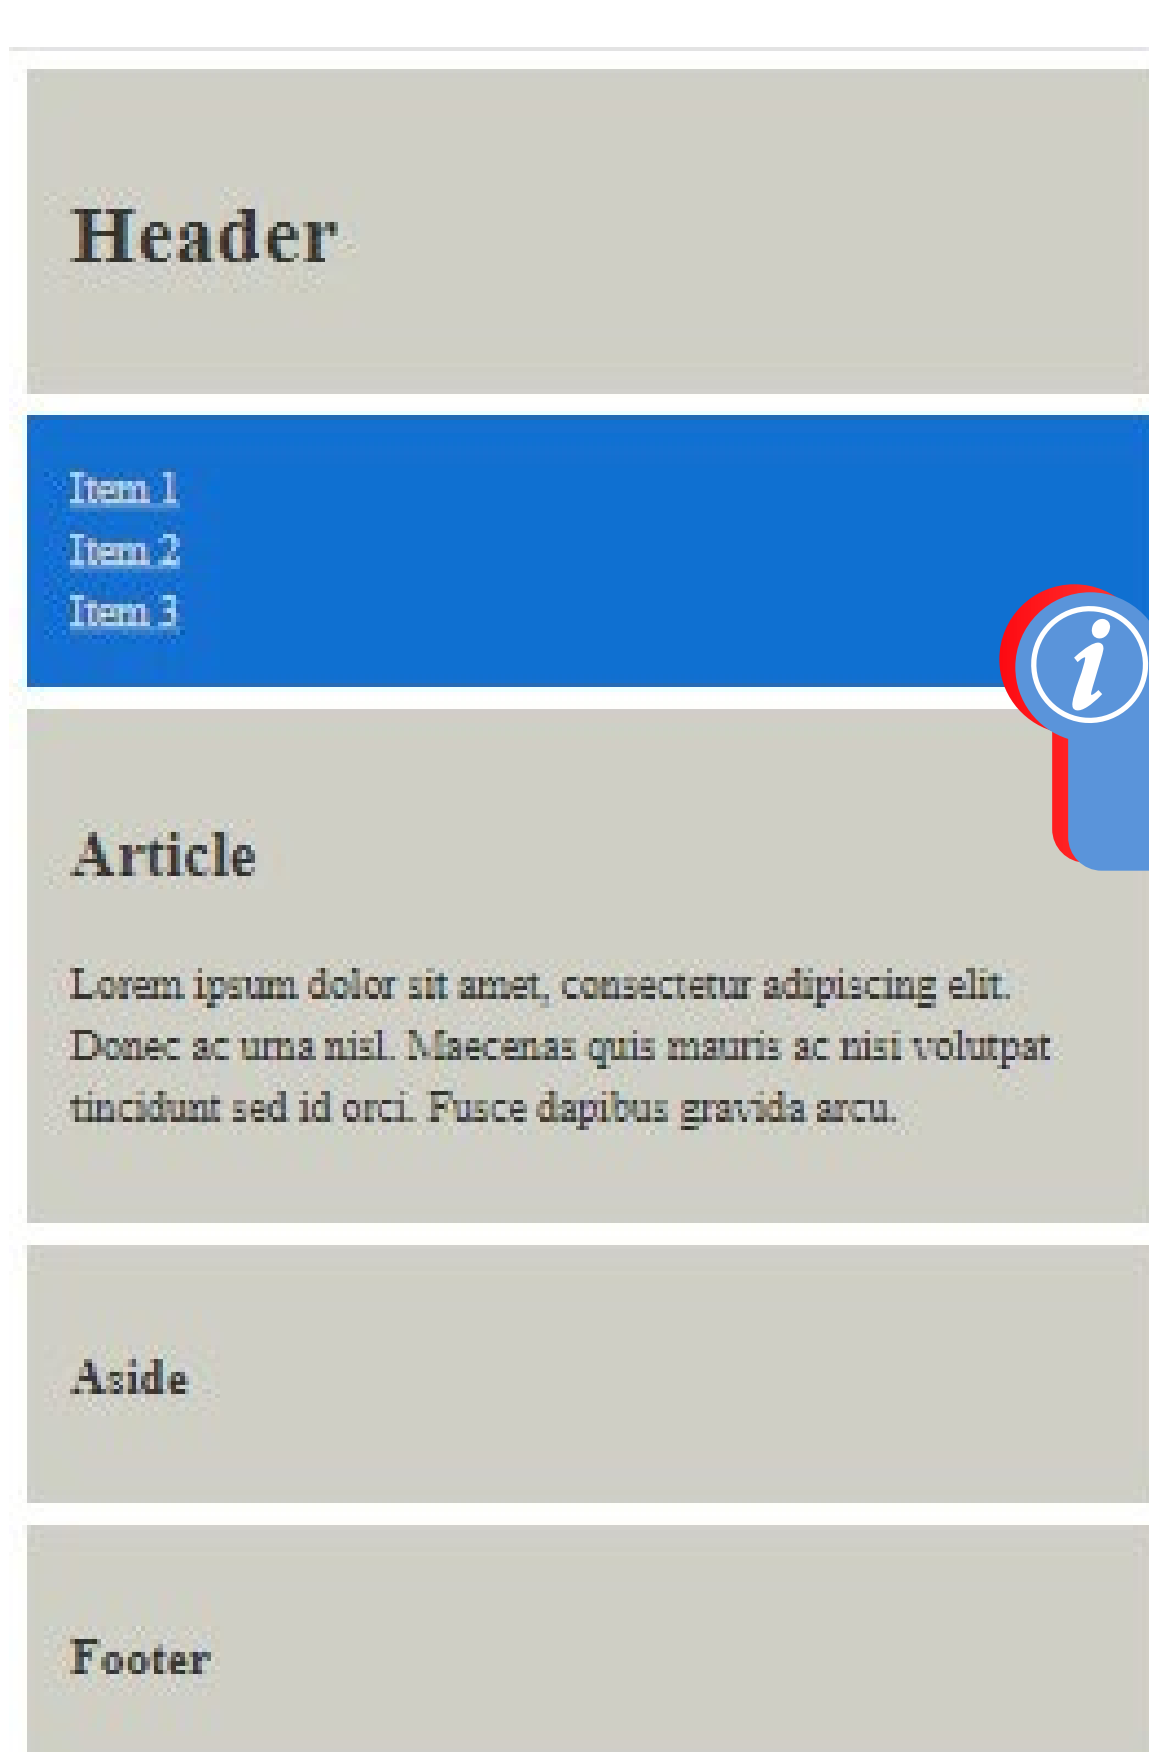 Header
Item 1
Item 2
Item 3
i
Article
Lorem ipsum dolor sit amet, consectetur adipiscing elit.
Donec ac urna nisl. Maecenas quis mauris ac nisi volutpat
tincidunt sed id orci. Fusce dapibus gravida arcu.
Aside
Footer